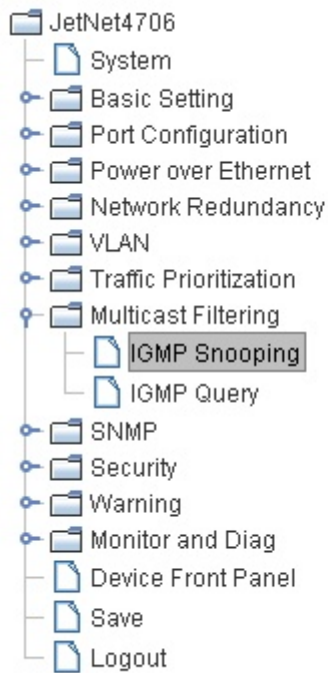 JetNet4706
System
Basic Setting
Port Configuration
Power over Ethernet
Network Redundancy
VLAN
Traffic Prioritization
Multicast Filtering
IGMP Snooping
IGMP Query
SNMP
Security
Warning
Monitor and Diag
Device Front Panel
Save
Logout